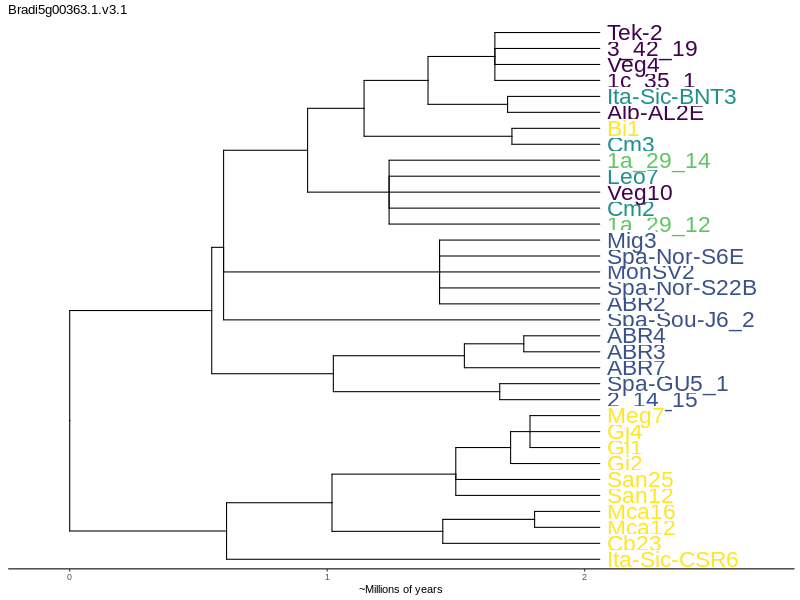 Bradi5g00363.1.v3.1
Tek-2
3_42_19
Veg4
1c_35_1
Ita-Sic-BNT3
Alb-AL2E
Bi1
Cm3
1a_29_14
Leo7
Veg10
Cm2
1a_29_12
Mig3
Spa-Nor-S6E
MonSV2
Spa-Nor-S22B
ABR2
Spa-Sou-J6_2
ABR4
ABR3
ABR7
Spa-GU5_1
2_14_15
Meg7
Gi4
Gi1
Gi2
San25
San12
Mca16
Mca12
Cb23
Ita-Sic-CSR6
0 1 2
~Millions of years